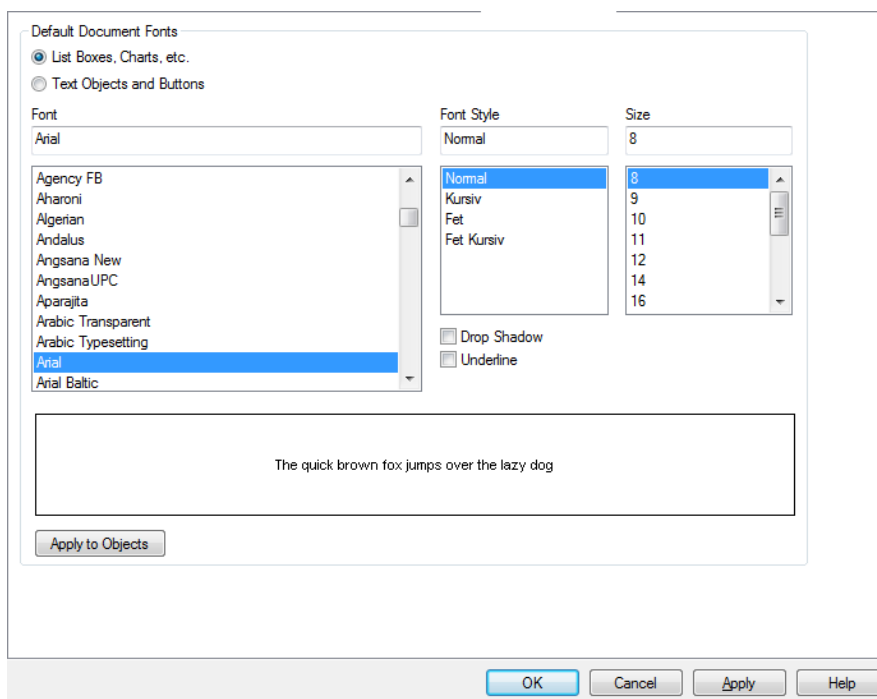 Default Document Fonts
List Boxes, Charts, etc.
Text Objects and Buttons
Font
Font Style
Size
Arial
Normal
8
Agency FB
Aharoni
Algerian
Andalus
Angsana New
AngsanaUPC
Aparajita
Arabic Transparent
Arabic Typesetting
Arial
Arial Baltic
Normal
Kursiv
Fet
Fet Kursiv
8
9
10
11
12
14
16
Drop Shadow
Underline
The quick brown fox jumps over the lazy dog
Apply to Objects
OK
Cancel
Apply
Help